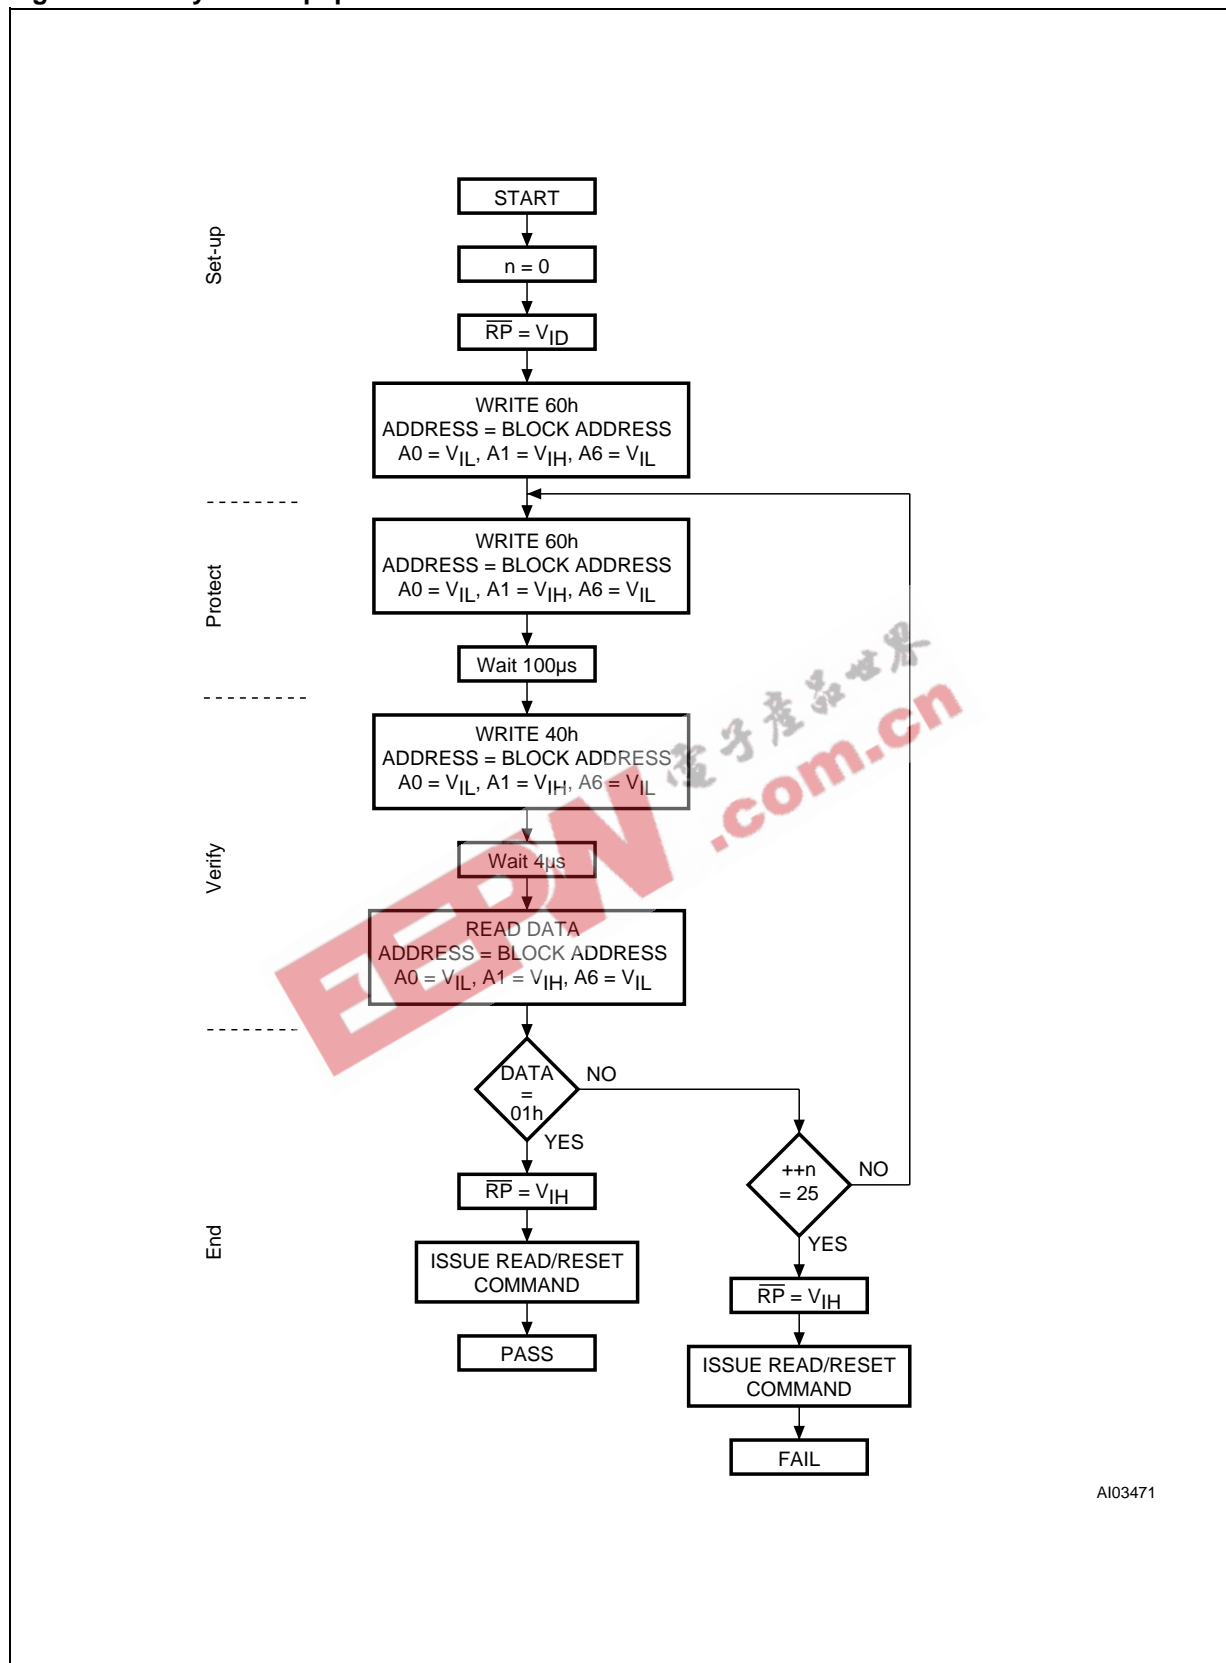 START
n = 0
RP = VID
Set-up
WRITE 60h
ADDRESS = BLOCK ADDRESS
A0 = VIL, A1 = VIH, A6 = VIL
WRITE 60h
ADDRESS = BLOCK ADDRESS
A0 = VIL, A1 = VIH, A6 = VIL
Protect
Wait 100µs
WRITE 40h
ADDRESS = BLOCK ADDRESS
A0 = VIL, A1 = VIH, A6 = VIL
Verify
Wait 4µs
READ DATA
ADDRESS = BLOCK ADDRESS
A0 = VIL, A1 = VIH, A6 = VIL
EEPW
電子產品世界
.com.cn
DATA
=
01h
NO
YES
++n
= 25
NO
YES
End
RP = VIH
ISSUE READ/RESET
COMMAND
PASS
RP = VIH
ISSUE READ/RESET
COMMAND
FAIL
AI03471